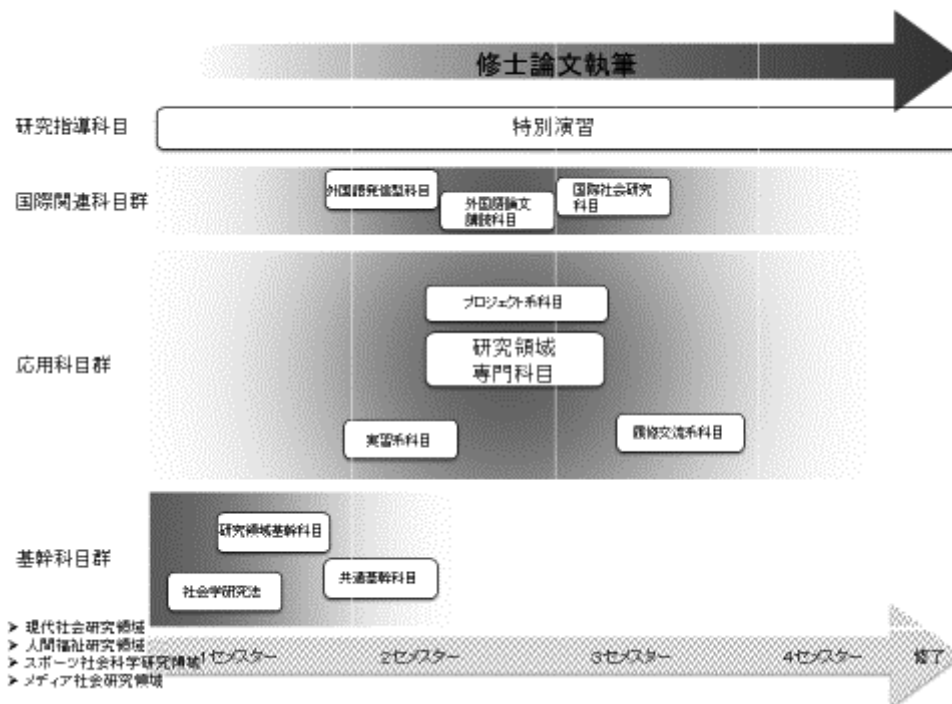 修士論文執筆
研究指導科目
特別演習
国際関連科目群
外国語発信型科目
外国語論文
講読科目
国際社会研究
科目
応用科目群
プロジェクト系科目
研究領域
専門科目
実習系科目
履修交流系科目
基幹科目群
研究領域基幹科目
社会学研究法
共通基幹科目
➤ 現代社会研究領域
➤ 人間福祉研究領域
➤ スポーツ社会科学研究領域
➤ メディア社会研究領域
1セメスター
2セメスター
3セメスター
4セメスター
修了